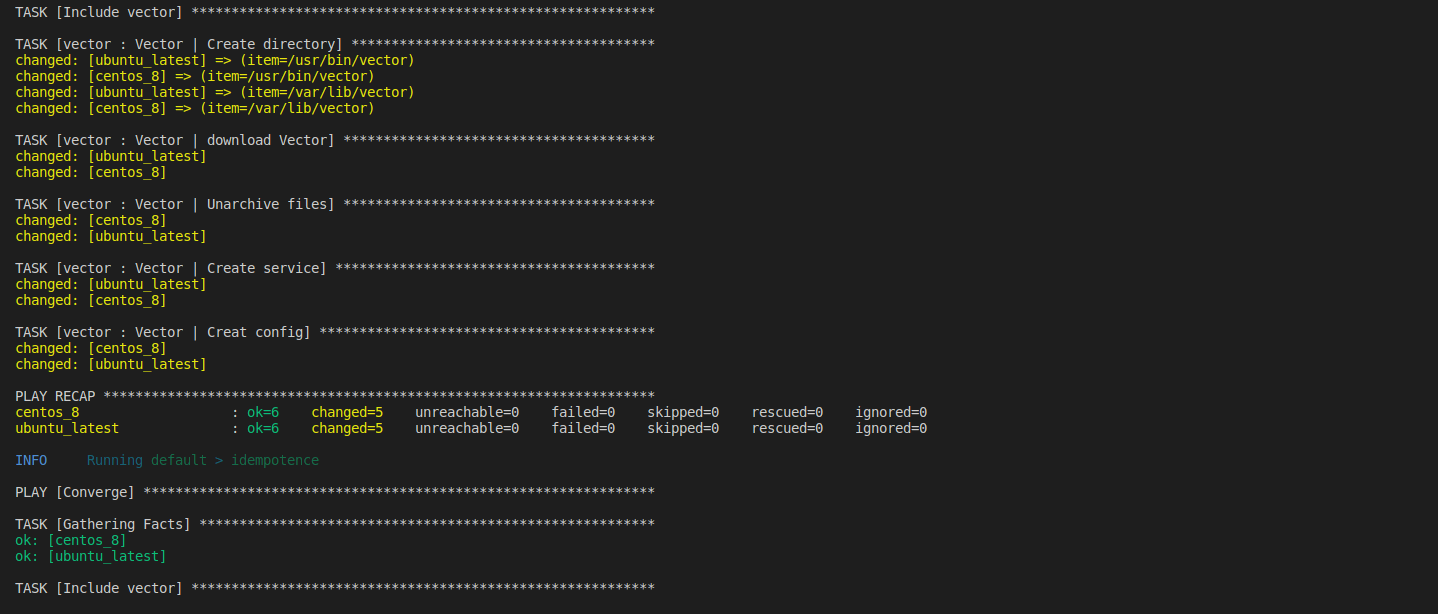 TASK [Include vector] **********************************************************
TASK [vector : Vector | Create directory] **************************************
changed: [ubuntu_latest] => (item=/usr/bin/vector)
changed: [centos_8] => (item=/usr/bin/vector)
changed: [ubuntu_latest] => (item=/var/lib/vector)
changed: [centos_8] => (item=/var/lib/vector)
TASK [vector : Vector | download Vector] ***************************************
changed: [ubuntu_latest]
changed: [centos_8]
TASK [vector : Vector | Unarchive files] ***************************************
changed: [centos_8]
changed: [ubuntu_latest]
TASK [vector : Vector | Create service] ****************************************
changed: [ubuntu_latest]
changed: [centos_8]
TASK [vector : Vector | Creat config] ******************************************
changed: [centos_8]
changed: [ubuntu_latest]
PLAY RECAP *********************************************************************
centos_8                   : ok=6    changed=5    unreachable=0    failed=0    skipped=0    rescued=0    ignored=0
ubuntu_latest              : ok=6    changed=5    unreachable=0    failed=0    skipped=0    rescued=0    ignored=0
INFO     Running default > idempotence
PLAY [Converge] ****************************************************************
TASK [Gathering Facts] *********************************************************
ok: [centos_8]
ok: [ubuntu_latest]
TASK [Include vector] **********************************************************